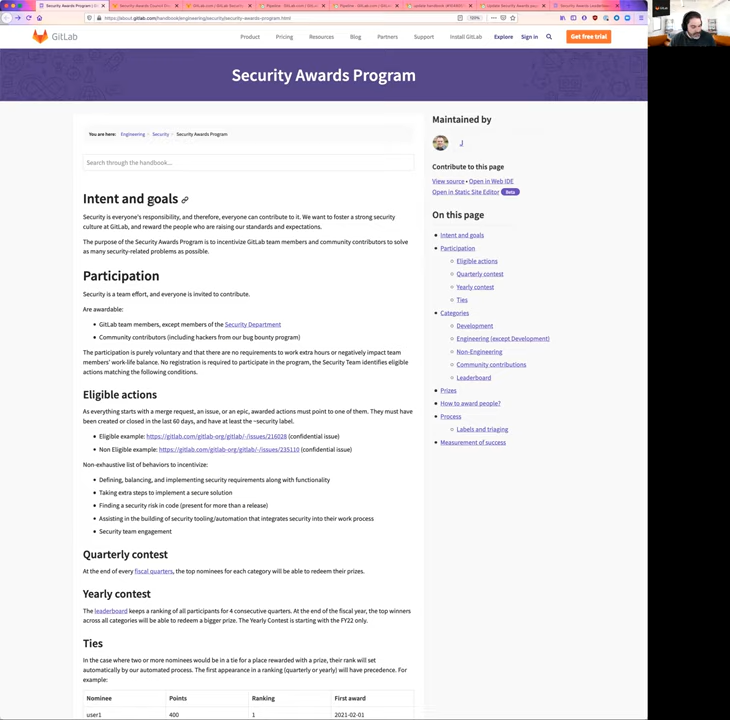 Security Awards Program | G
Security Awards Program
https://about.gitlab.com/handbook/engineering/security/security-awards-program.html
120%
GitLab
Product Pricing Resources Blog Partners Support Install GitLab Explore Sign in Get free trial
Security Awards Program
You are here: Engineering Security Security Awards Program
Search through the handbook...
Intent and goals
Security is everyone's responsibility, and therefore, everyone can contribute to it. We want to foster a strong security
culture at GitLab, and reward the people who are raising our standards and expectations.
The purpose of the Security Awards Program is to incentivize GitLab team members and community contributors to solve
as many security-related problems as possible.
Participation
Security is a team effort, and everyone is invited to contribute.
Are awardable:
GitLab team members, except members of the Security Department
Community contributors (including hackers from our bug bounty program)
The participation is purely voluntary and that there are no requirements to work extra hours or negatively impact team
members' work-life balance. No registration is required to participate in the program, the Security Team identifies eligible
actions matching the following conditions.
Eligible actions
As everything starts with a merge request, an issue, or an epic, awarded actions must point to one of them. They must have
been created or closed in the last 60 days, and have at least the ~security label.
Eligible example: https://gitlab.com/gitlab-org/gitlab/-/issues/216028 (confidential issue)
Non Eligible example: https://gitlab.com/gitlab-org/gitlab/-/issues/235110 (confidential issue)
Non-exhaustive list of behaviors to incentivize:
Defining, balancing, and implementing security requirements along with functionality
Taking extra steps to implement a secure solution
Finding a security risk in code (present for more than a release)
Assisting in the building of security tooling/automation that integrates security into their work process
Security team engagement
Quarterly contest
At the end of every fiscal quarters, the top nominees for each category will be able to redeem their prizes.
Yearly contest
The leaderboard keeps a ranking of all participants for 4 consecutive quarters. At the end of the fiscal year, the top winners
across all categories will be able to redeem a bigger prize. The Yearly Contest is starting with the FY22 only.
Ties
In the case where two or more nominees would be in a tie for a place rewarded with a prize, their rank will set
automatically by our automated process. The first appearance in a ranking (quarterly or yearly) will have precedence. For
example:
Nominee Points Ranking First award
user1 400 1 2021-02-01
Maintained by
J
Contribute to this page
View source • Open in Web IDE
Open in Static Site Editor Beta
On this page
Intent and goals
Participation
Eligible actions
Quarterly contest
Yearly contest
Ties
Categories
Development
Engineering (except Development)
Non-Engineering
Community contributions
Leaderboard
Prizes
How to award people?
Process
Labels and triaging
Measurement of success